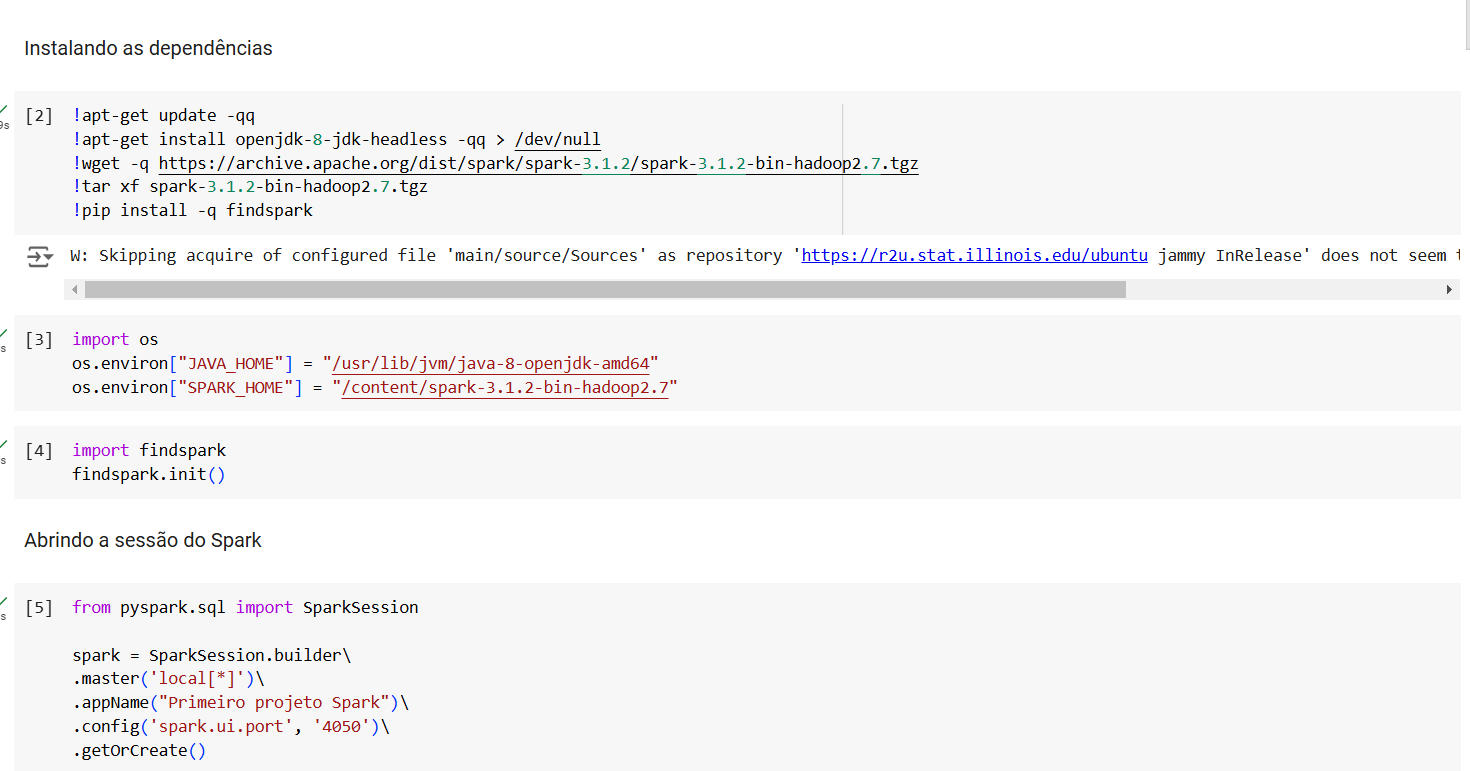 Instalando as dependências
[2] !apt-get update -qq
!apt-get install openjdk-8-jdk-headless -qq > /dev/null
!wget -q https://archive.apache.org/dist/spark/spark-3.1.2/spark-3.1.2-bin-hadoop2.7.tgz
!tar xf spark-3.1.2-bin-hadoop2.7.tgz
!pip install -q findspark
W: Skipping acquire of configured file 'main/source/Sources' as repository 'https://r2u.stat.illinois.edu/ubuntu jammy InRelease' does not seem
[3] import os
os.environ["JAVA_HOME"] = "/usr/lib/jvm/java-8-openjdk-amd64"
os.environ["SPARK_HOME"] = "/content/spark-3.1.2-bin-hadoop2.7"
[4] import findspark
findspark.init()
Abrindo a sessão do Spark
[5] from pyspark.sql import SparkSession
spark = SparkSession.builder\
.master('local[*]')\
.appName("Primeiro projeto Spark")\
.config('spark.ui.port', '4050')\
.getOrCreate()